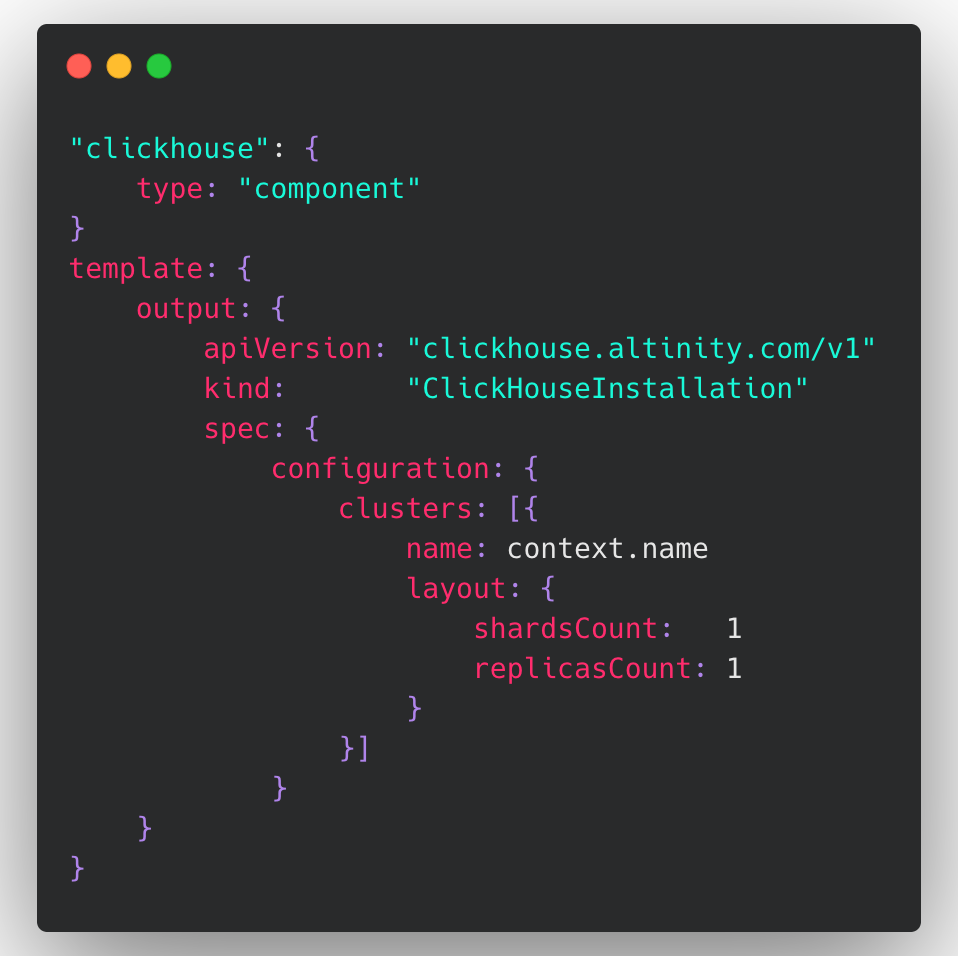 "clickhouse": {
    type: "component"
}
template: {
    output: {
        apiVersion: "clickhouse.altinity.com/v1"
        kind:       "ClickHouseInstallation"
        spec: {
            configuration: {
                clusters: [{
                    name: context.name
                    layout: {
                        shardsCount:   1
                        replicasCount: 1
                    }
                }]
            }
    }
}